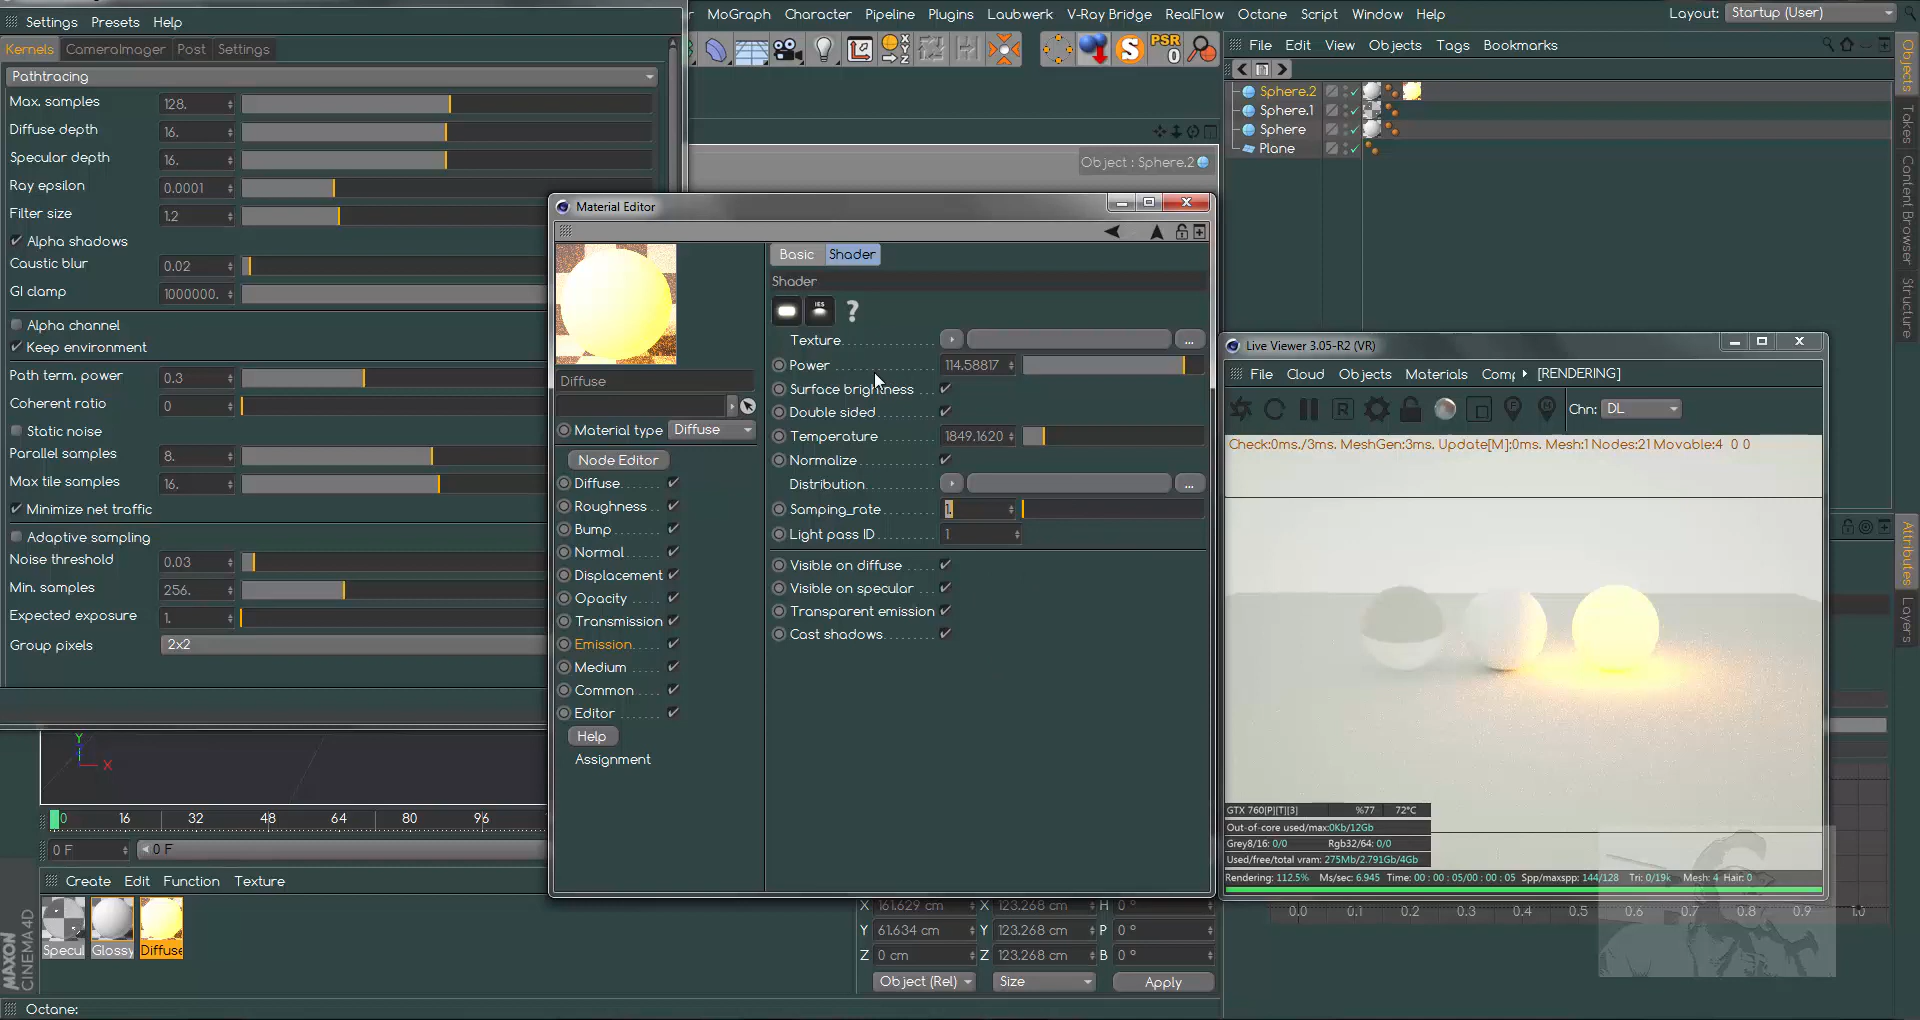 Settings Presets Help
MoGraph Character Pipeline Plugins Laubwerk V-Ray Bridge RealFlow Octane Script Window Help
Layout: Startup (User)
Kernels CameraImager Post Settings
PSR
0
File Edit View Objects Tags Bookmarks
Pathtracing
Max. samples 128.
Diffuse depth 16.
Specular depth 16.
Ray epsilon 0.0001
Filter size 1.2
Alpha shadows
Caustic blur 0.02
GI clamp 1000000.
Alpha channel
Keep environment
Path term. power 0.3
Coherent ratio 0
Static noise
Parallel samples 8.
Max tile samples 16.
Minimize net traffic
Adaptive sampling
Noise threshold 0.03
Min. samples 256.
Expected exposure 1.
Group pixels 2x2
Sphere.2
Sphere.1
Sphere
Plane
Objects
Takes
Content Browser
Structure
Attributes
Layers
Object : Sphere.2
Material Editor
Basic Shader
Shader
IES
?
Texture ...
Power 114.58817
Surface brightness
Double sided
Temperature 1849.1620
Normalize
Distribution ...
Samping_rate 1.
Light pass ID 1
Visible on diffuse
Visible on specular
Transparent emission
Cast shadows
Diffuse
Material type Diffuse
Node Editor
Diffuse
Roughness
Bump
Normal
Displacement
Opacity
Transmission
Emission
Medium
Common
Editor
Help
Assignment
Live Viewer 3.05-R2 (VR)
File Cloud Objects Materials Comp [RENDERING]
R
Chn: DL
Check:0ms./3ms. MeshGen:3ms. Update[M]:0ms. Mesh:1 Nodes:21 Movable:4 0 0
GTX 760[P][T][3] %77 72°C
Out-of-core used/max:0Kb/12Gb
Grey8/16: 0/0 Rgb32/64: 0/0
Used/free/total vram: 275Mb/2.791Gb/4Gb
Rendering: 112.5% Ms/sec: 6.945 Time: 00 : 00 : 05/00 : 00 : 05 Spp/maxspp: 144/128 Tri: 0/19k Mesh: 4 Hair: 0
0.0 0.1 0.2 0.3 0.4 0.5 0.6 0.7 0.8 0.9 1.0
Y
Z X
0 16 32 48 64 80 96
0 F 0 F
Create Edit Function Texture
Specul Glossy Diffuse
MAXON
CINEMA4D
X 161.629 cm X 123.268 cm H 0 °
Y 61.634 cm Y 123.268 cm P 0 °
Z 0 cm Z 123.268 cm B 0 °
Object (Rel) Size Apply
Octane: